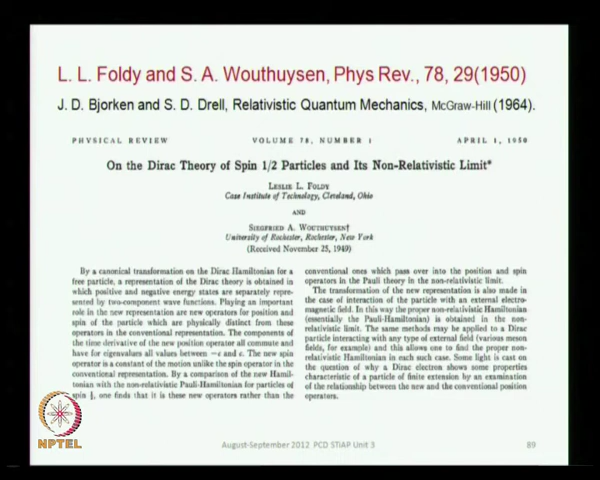 L. L. Foldy and S. A. Wouthuysen, Phys Rev., 78, 29(1950)
J. D. Bjorken and S. D. Drell, Relativistic Quantum Mechanics, McGraw-Hill (1964).
PHYSICAL REVIEW VOLUME 78, NUMBER 1 APRIL 1, 1950
On the Dirac Theory of Spin 1/2 Particles and Its Non-Relativistic Limit*
Leslie L. Foldy
Case Institute of Technology, Cleveland, Ohio
AND
Siegfried A. Wouthuysen†
University of Rochester, Rochester, New York
(Received November 25, 1949)
By a canonical transformation on the Dirac Hamiltonian for a
free particle, a representation of the Dirac theory is obtained in
which positive and negative energy states are separately repre-
sented by two-component wave functions. Playing an important
role in the new representation are new operators for position and
spin of the particle which are physically distinct from these
operators in the conventional representation. The components of
the time derivative of the new position operator all commute and
have for eigenvalues all values between −c and c. The new spin
operator is a constant of the motion unlike the spin operator in the
conventional representation. By a comparison of the new Hamil-
tonian with the non-relativistic Pauli-Hamiltonian for particles of
spin ½, one finds that it is these new operators rather than the
conventional ones which pass over into the position and spin
operators in the Pauli theory in the non-relativistic limit.
The transformation of the new representation is also made in
the case of interaction of the particle with an external electro-
magnetic field. In this way the proper non-relativistic Hamiltonian
(essentially the Pauli-Hamiltonian) is obtained in the non-
relativistic limit. The same methods may be applied to a Dirac
particle interacting with any type of external field (various meson
fields, for example) and this allows one to find the proper non-
relativistic Hamiltonian in each such case. Some light is cast on
the question of why a Dirac electron shows some properties
characteristic of a particle of finite extension by an examination
of the relationship between the new and the conventional position
operators.
NPTEL
August-September 2012 PCD STiAP Unit 3
89